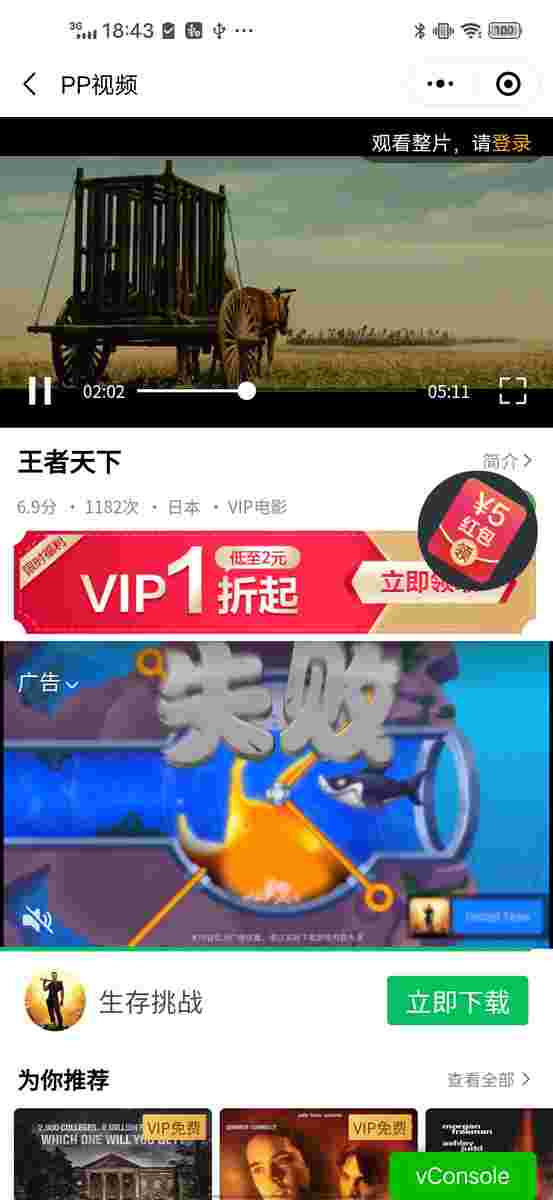 3G 18:43 100
PP视频
观看整片，请登录
02:02 05:11
王者天下
简介
6.9分 · 1182次 · 日本 · VIP电影
¥5
红包
领
限时福利
VIP1折起
低至2元
立即领
广告
失败
生存挑战
立即下载
为你推荐
查看全部
VIP免费
WHICH ONE WILL YOU GET
VIP免费
morgan
freeman
ashley
judd
vConsole